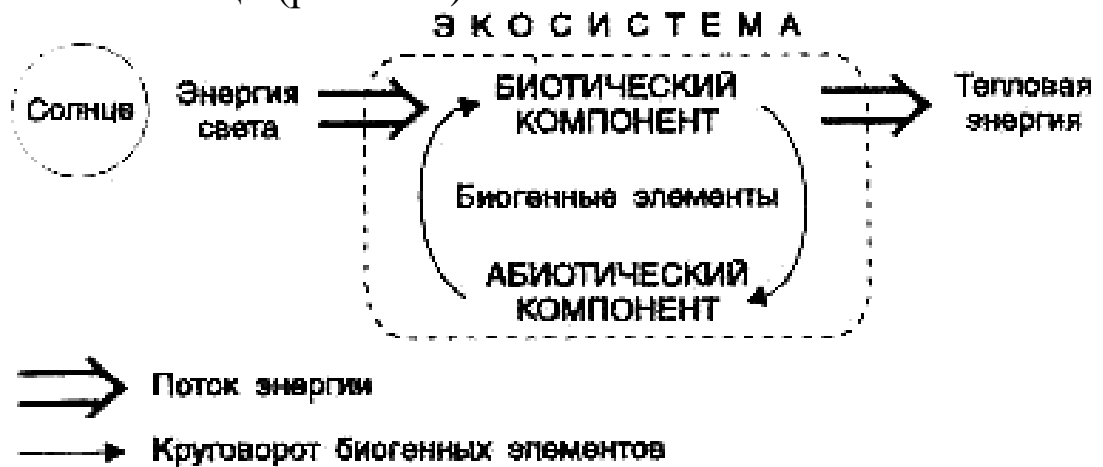 ЭКОСИСТЕМА
Солнце
Энергия
света
БИОТИЧЕСКИЙ
КОМПОНЕНТ
Тепловая
энергия
Биогенные элементы
АБИОТИЧЕСКИЙ
КОМПОНЕНТ
Поток энергии
Круговорот биогенных элементов